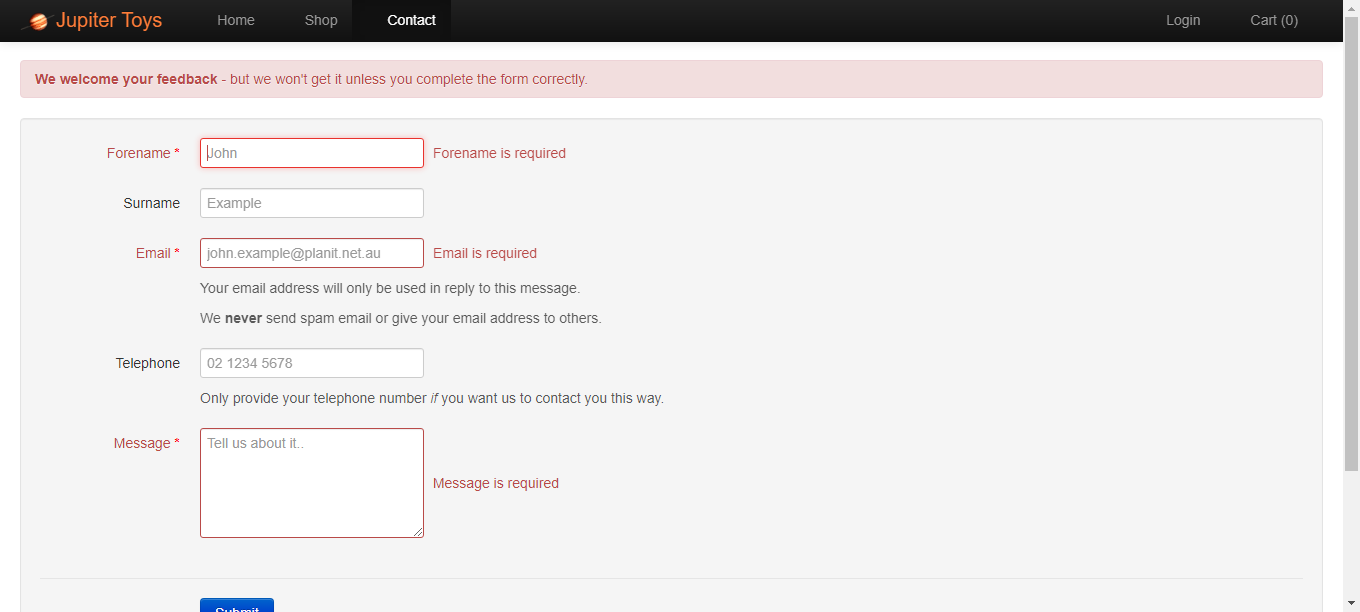 Jupiter Toys Home Shop Contact Login Cart (0)
We welcome your feedback - but we won't get it unless you complete the form correctly.
Forename * John Forename is required
Surname Example
Email * john.example@planit.net.au Email is required
Your email address will only be used in reply to this message.
We never send spam email or give your email address to others.
Telephone 02 1234 5678
Only provide your telephone number if you want us to contact you this way.
Message * Tell us about it..
Message is required
Submit